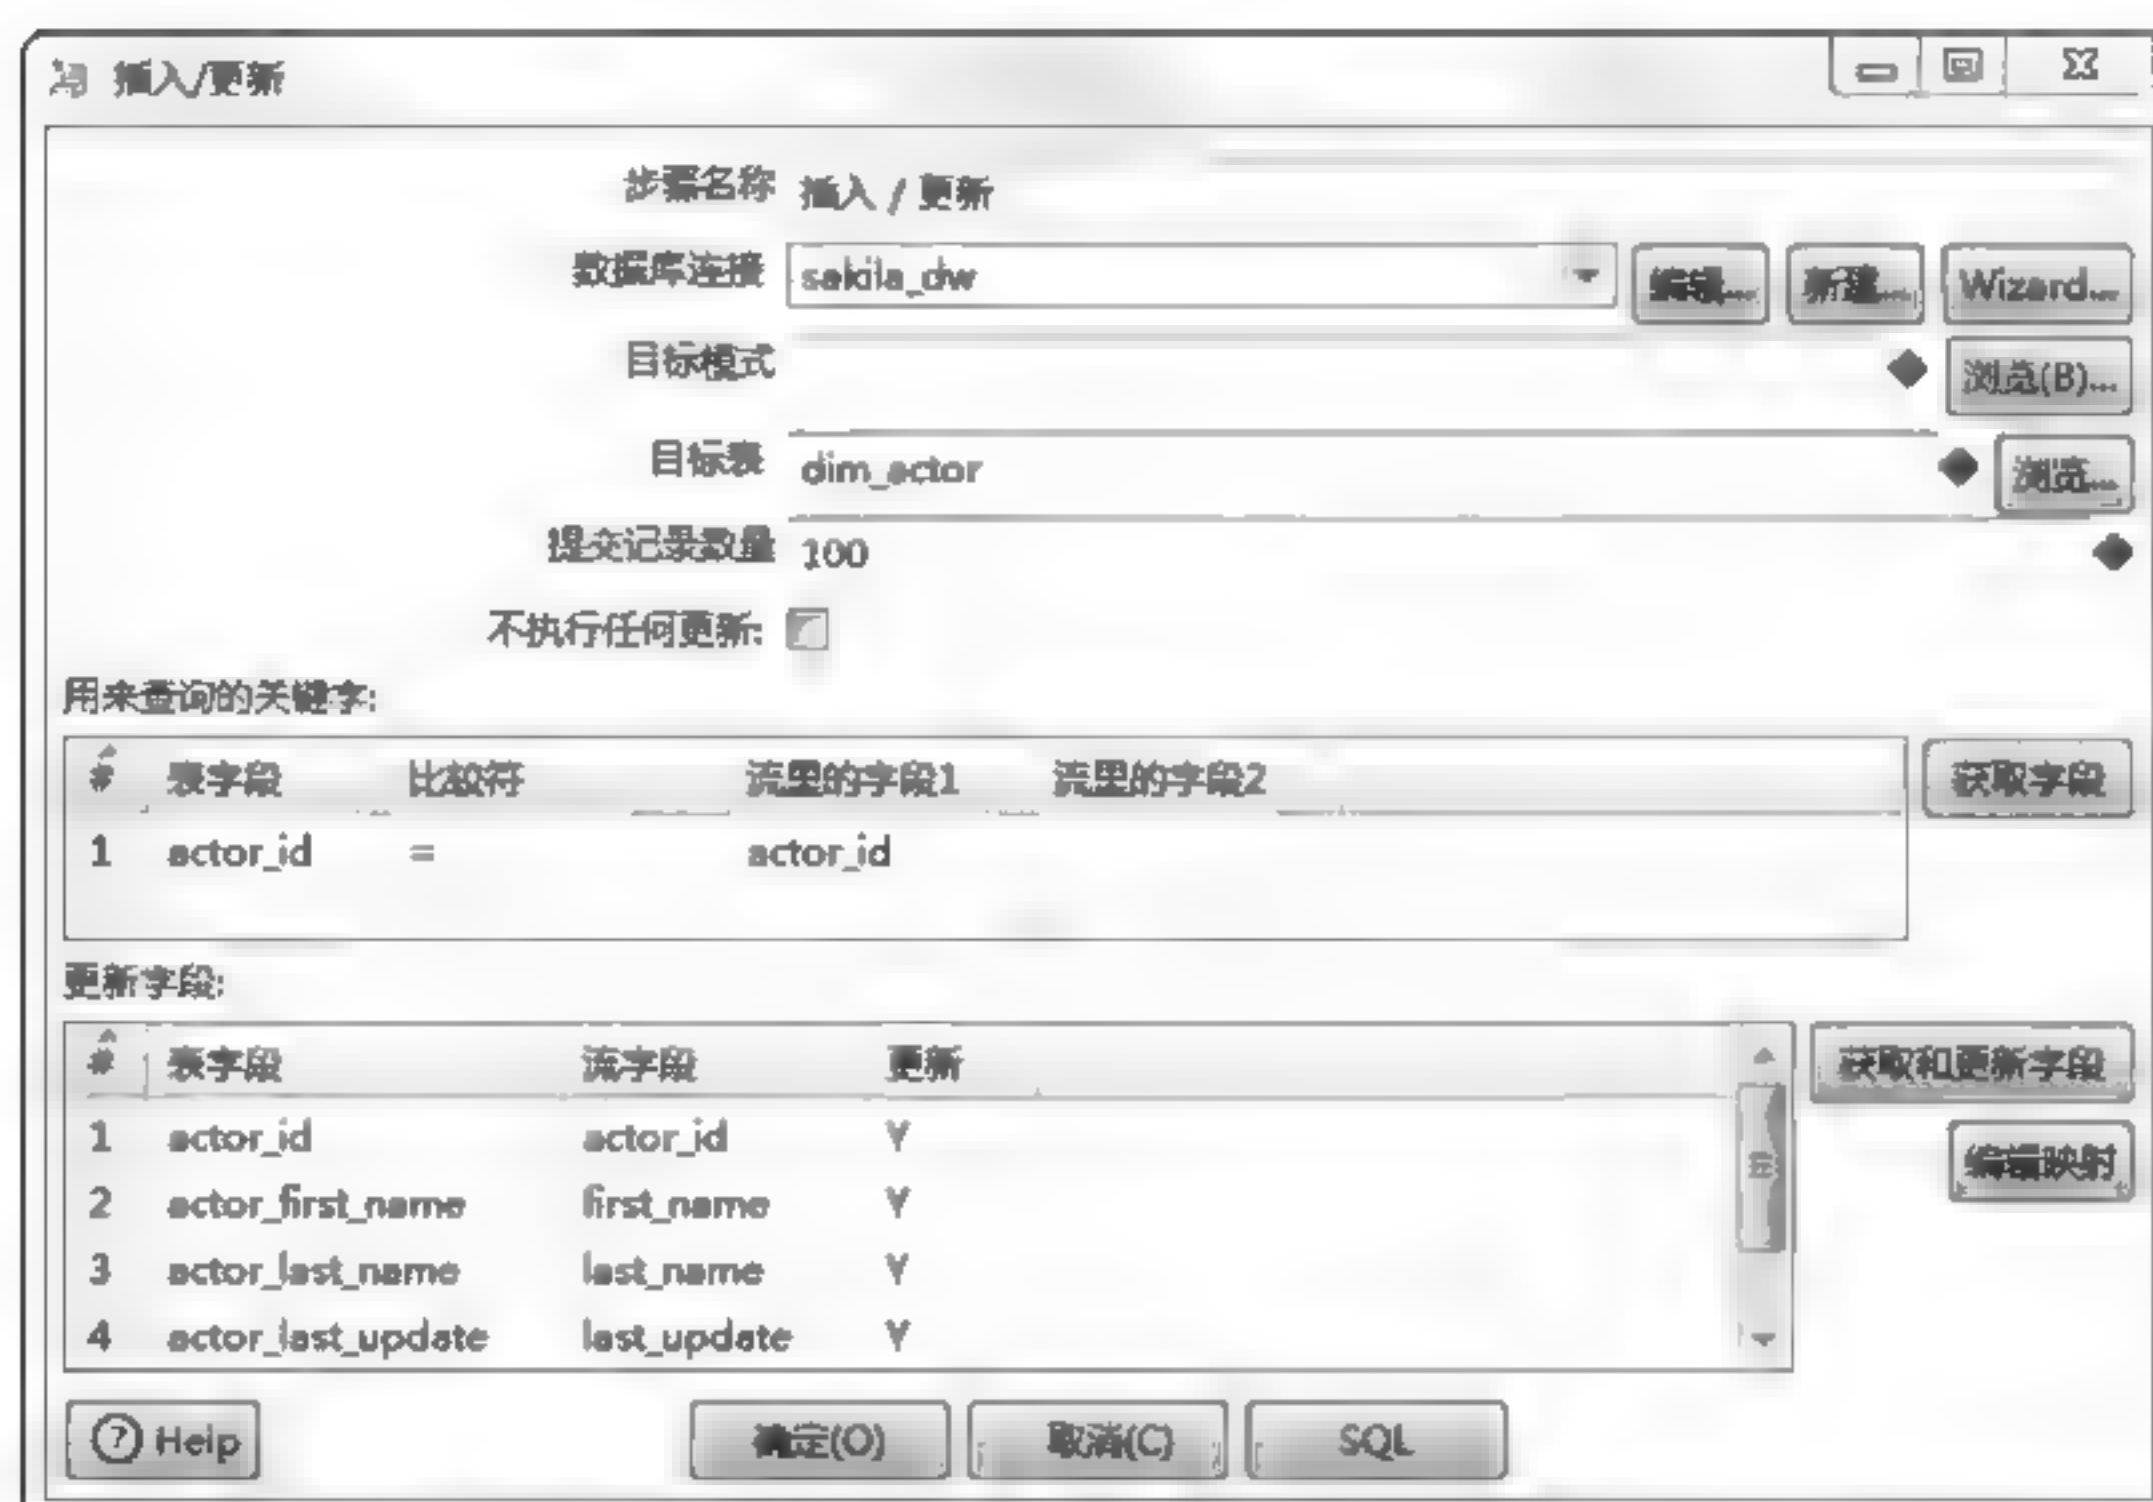 插入/更新
步骤名称 插入 / 更新
数据库连接 sakila_dw 编辑... 新建... Wizard...
目标模式 浏览(B)...
目标表 dim_actor 浏览...
提交记录数量 100
不执行任何更新:
用来查询的关键字:
# 表字段 比较符 流里的字段1 流里的字段2 获取字段
1 actor_id = actor_id
更新字段:
# 表字段 流字段 更新 获取和更新字段
1 actor_id actor_id Y
编辑映射
2 actor_first_name first_name Y
3 actor_last_name last_name Y
4 actor_last_update last_update Y
Help 确定(O) 取消(C) SQL